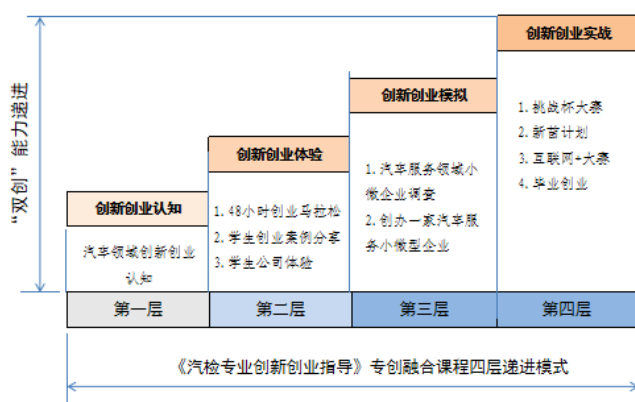 "双创"能力递进
创新创业认知
汽车领域创新创业
认知
第一层
创新创业体验
1. 48小时创业马拉松
2. 学生创业案例分享
3. 学生公司体验
第二层
创新创业模拟
1. 汽车服务领域小
微企业调查
2. 创办一家汽车服
务小微型企业
第三层
创新创业实战
1. 挑战杯大赛
2. 新苗计划
3. 互联网+大赛
4. 毕业创业
第四层
《汽检专业创新创业指导》专创融合课程四层递进模式